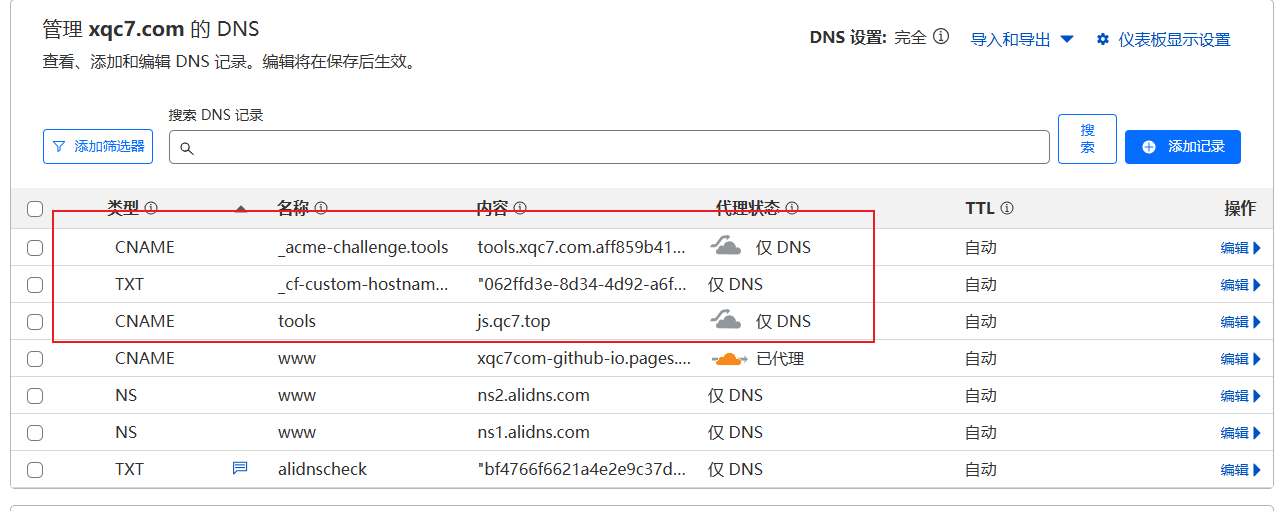 管理 xqc7.com 的 DNS
查看、添加和编辑 DNS 记录。编辑将在保存后生效。
DNS 设置: 完全 导入和导出 仪表板显示设置
搜索 DNS 记录
添加筛选器 搜索 添加记录
类型 名称 内容 代理状态 TTL 操作
CNAME _acme-challenge.tools tools.xqc7.com.aff859b41... 仅 DNS 自动 编辑
TXT _cf-custom-hostnam... "062ffd3e-8d34-4d92-a6f... 仅 DNS 自动 编辑
CNAME tools js.qc7.top 仅 DNS 自动 编辑
CNAME www xqc7com-github-io.pages.... 已代理 自动 编辑
NS www ns2.alidns.com 仅 DNS 自动 编辑
NS www ns1.alidns.com 仅 DNS 自动 编辑
TXT alidnscheck "bf4766f6621a4e2e9c37d... 仅 DNS 自动 编辑